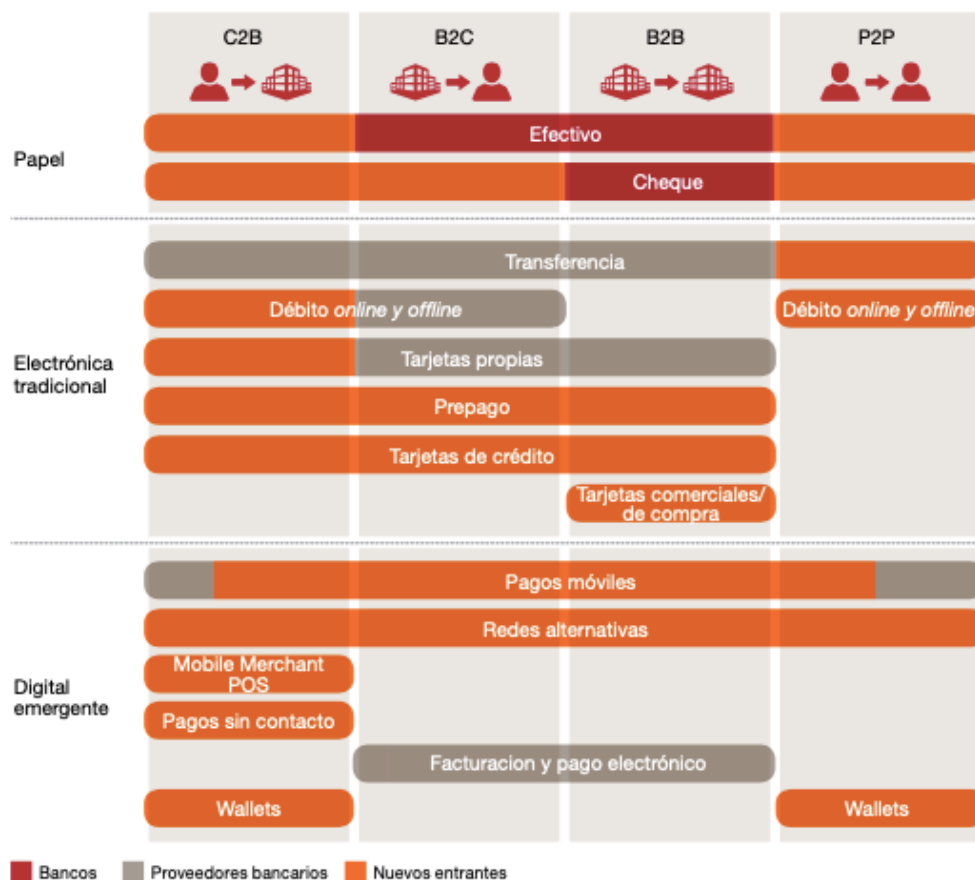 C2B
B2C
B2B
P2P
Papel
Efectivo
Cheque
Electrónica
tradicional
Transferencia
Débito online y offline
Débito online y offline
Tarjetas propias
Prepago
Tarjetas de crédito
Tarjetas comerciales/
de compra
Digital
emergente
Pagos móviles
Redes alternativas
Mobile Merchant
POS
Pagos sin contacto
Facturacion y pago electrónico
Wallets
Wallets
Bancos
Proveedores bancarios
Nuevos entrantes